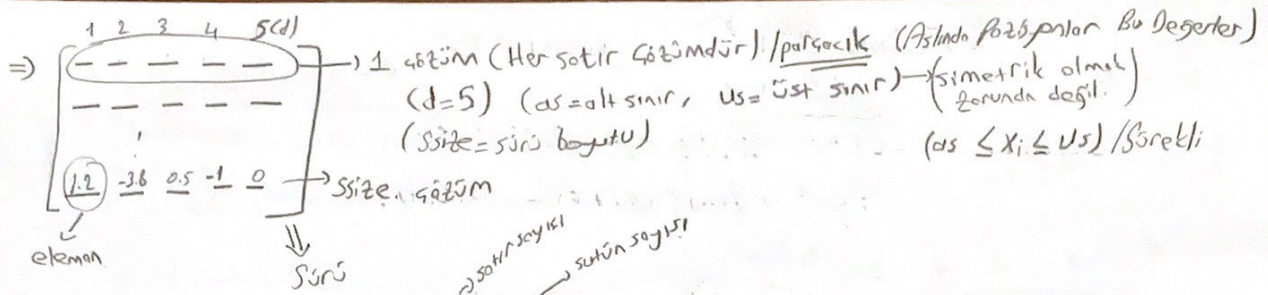 1 2 3 4 5(d)
⇒ [ — — — — — → 1. çözüm (Her satır çözümdür) / parçacık (Aslında Pozisyonlar Bu Değerler)
— — — — — (d=5) (as=alt sınır, üs=üst sınır) → (simetrik olmak zorunda değil.)
(Ssize=sürü boyutu) (as ≤ xi ≤ üs) / Sürekli
1.2 -3.6 0.5 -1 0 ] → Ssize. çözüm
eleman
Sürü
satır sayısı
sütun sayısı